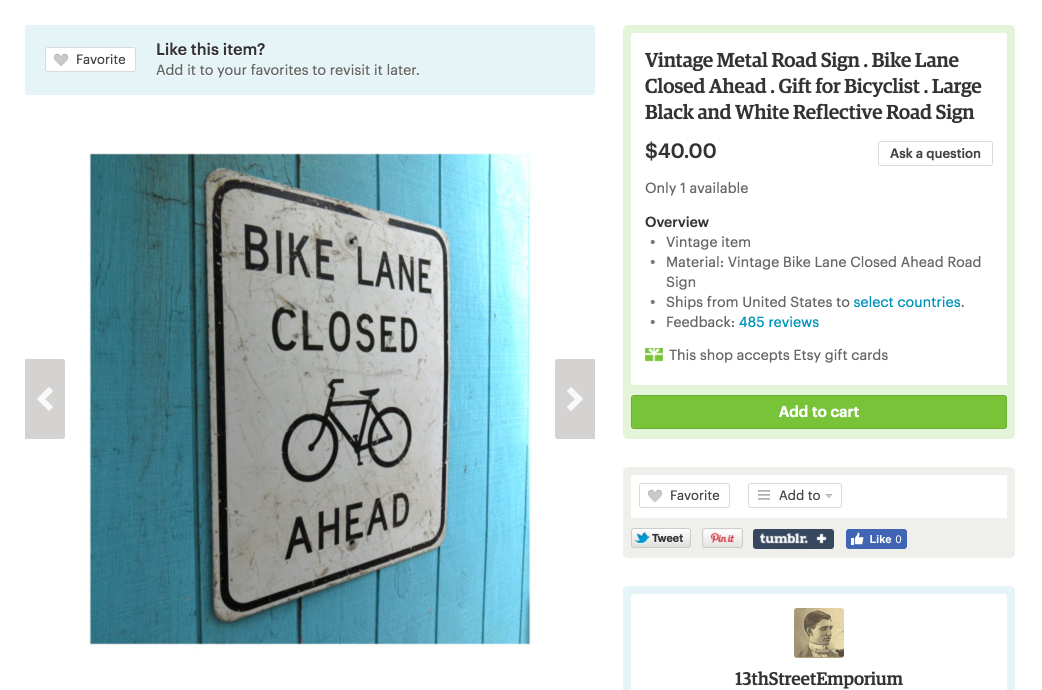 Favorite
Like this item?
Add it to your favorites to revisit it later.
BIKE LANE
CLOSED
AHEAD
Vintage Metal Road Sign . Bike Lane
Closed Ahead . Gift for Bicyclist . Large
Black and White Reflective Road Sign
$40.00
Ask a question
Only 1 available
Overview
• Vintage item
• Material: Vintage Bike Lane Closed Ahead Road
Sign
• Ships from United States to select countries.
• Feedback: 485 reviews
This shop accepts Etsy gift cards
Add to cart
Favorite
Add to
Tweet
Pin it
tumblr. +
Like 0
13thStreetEmporium